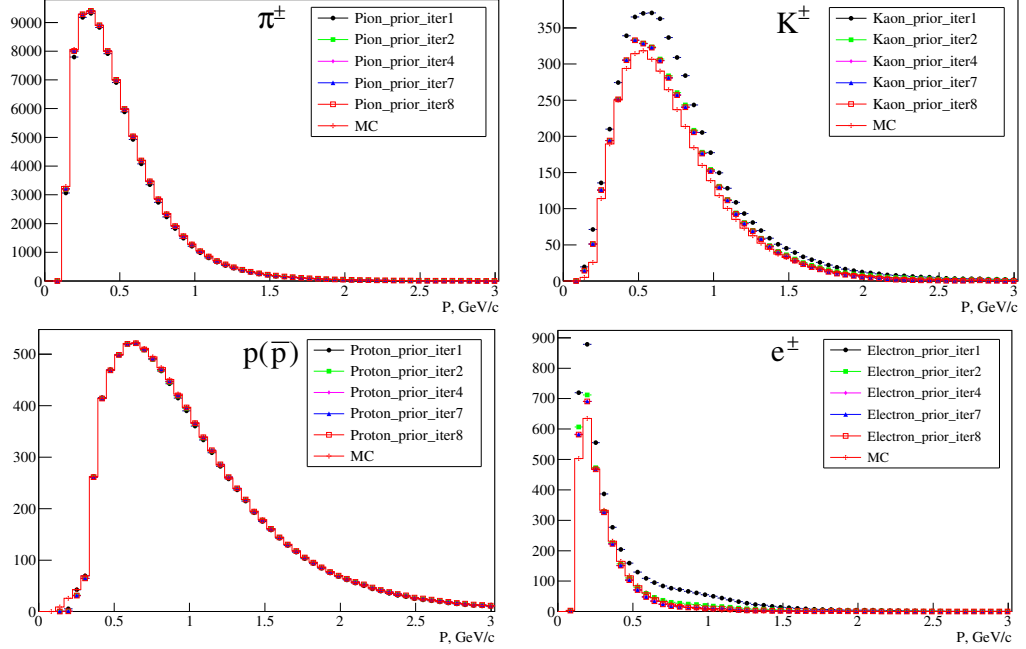 π±
Pion_prior_iter1
Pion_prior_iter2
Pion_prior_iter4
Pion_prior_iter7
Pion_prior_iter8
MC
9000
8000
7000
6000
5000
4000
3000
2000
1000
0
0 0.5 1 1.5 2 2.5 3
P, GeV/c
K±
Kaon_prior_iter1
Kaon_prior_iter2
Kaon_prior_iter4
Kaon_prior_iter7
Kaon_prior_iter8
MC
350
300
250
200
150
100
50
0
0 0.5 1 1.5 2 2.5 3
P, GeV/c
p(p̅)
Proton_prior_iter1
Proton_prior_iter2
Proton_prior_iter4
Proton_prior_iter7
Proton_prior_iter8
MC
500
400
300
200
100
0
0 0.5 1 1.5 2 2.5 3
P, GeV/c
e±
Electron_prior_iter1
Electron_prior_iter2
Electron_prior_iter4
Electron_prior_iter7
Electron_prior_iter8
MC
900
800
700
600
500
400
300
200
100
0
0 0.5 1 1.5 2 2.5 3
P, GeV/c